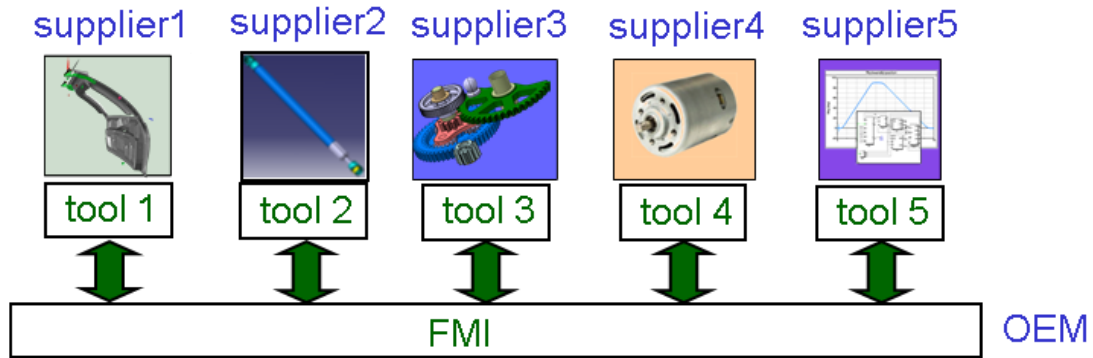 supplier1 supplier2 supplier3 supplier4 supplier5
tool 1 tool 2 tool 3 tool 4 tool 5
FMI OEM